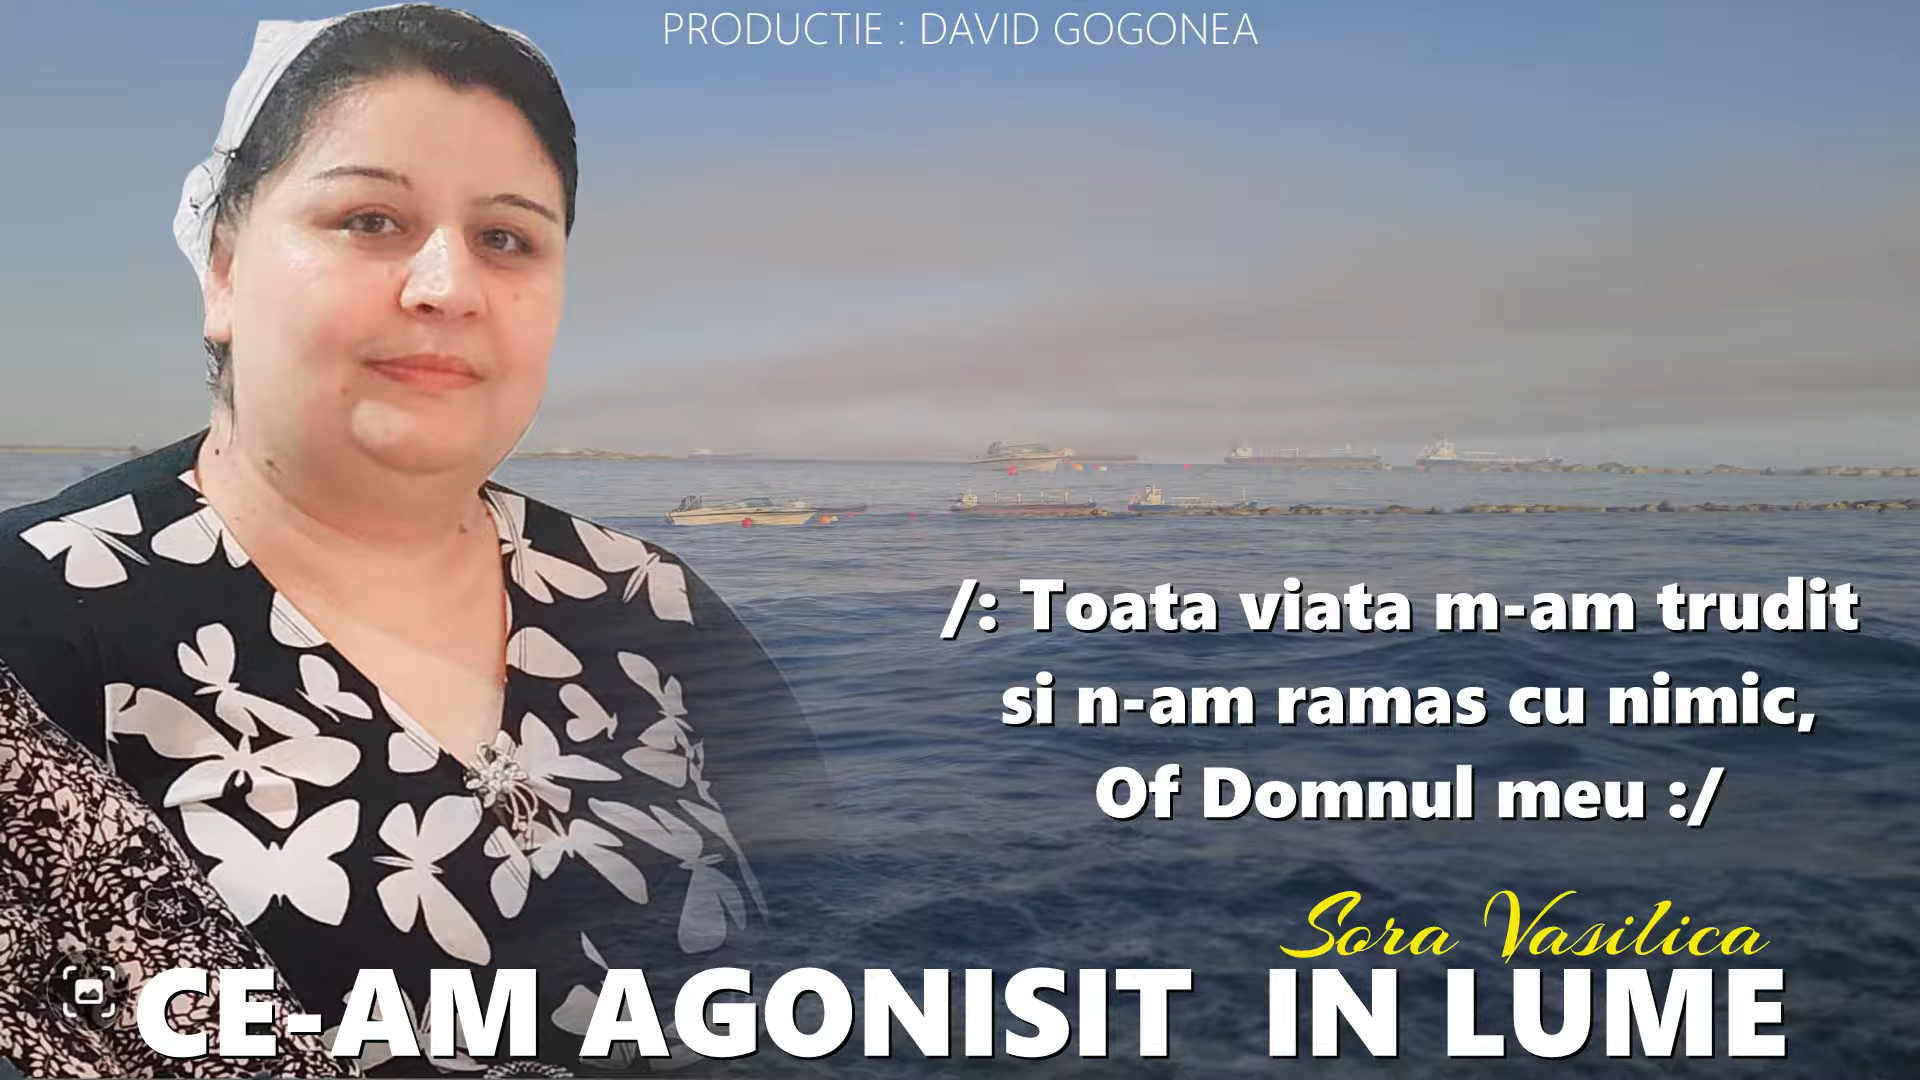 PRODUCTIE : DAVID GOGONEA
/: Toata viata m-am trudit
si n-am ramas cu nimic,
Of Domnul meu :/
Sora Vasilica
CE-AM AGONISIT IN LUME